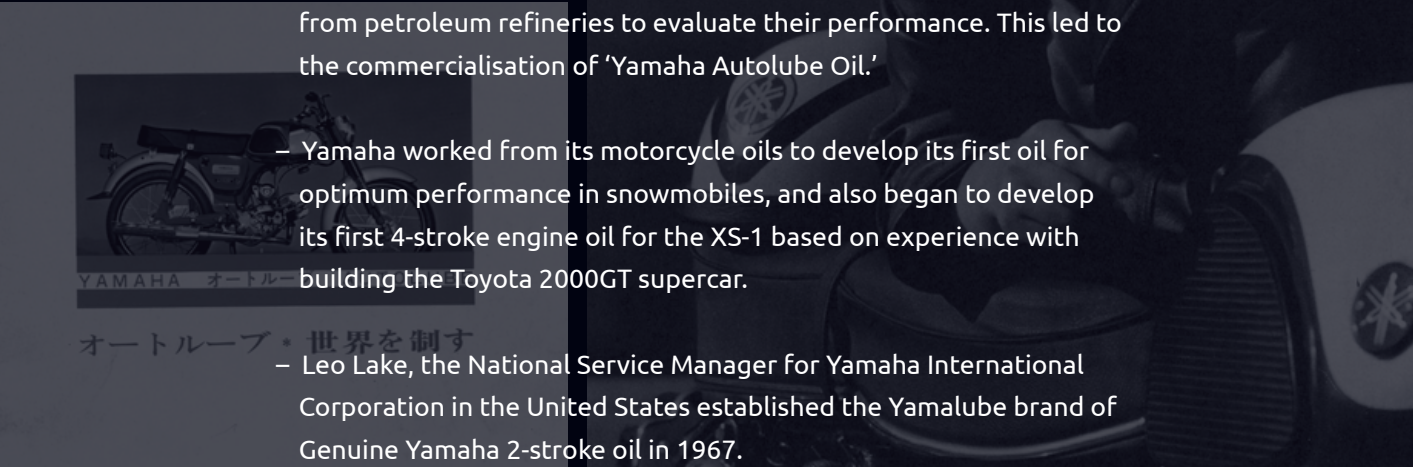 from petroleum refineries to evaluate their performance. This led to
the commercialisation of ‘Yamaha Autolube Oil.’
– Yamaha worked from its motorcycle oils to develop its first oil for
optimum performance in snowmobiles, and also began to develop
its first 4-stroke engine oil for the XS-1 based on experience with
building the Toyota 2000GT supercar.
YAMAHA オートルー
オートルーブ・世界を制す
– Leo Lake, the National Service Manager for Yamaha International
Corporation in the United States established the Yamalube brand of
Genuine Yamaha 2-stroke oil in 1967.